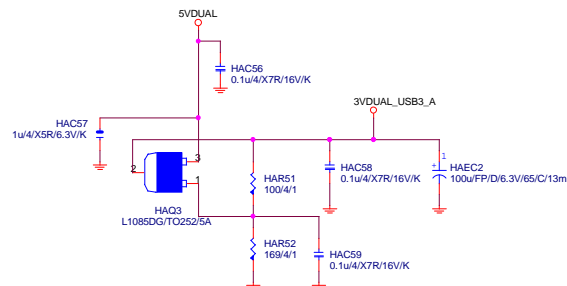 5VDUAL
HAC56
0.1u/4/X7R/16V/K
3VDUAL_USB3_A
HAC57
1u/4/X5R/6.3V/K
3
2
1
HAQ3
L1085DG/TO252/5A
HAR51
100/4/1
HAC58
0.1u/4/X7R/16V/K
1
+
HAEC2
100u/FP/D/6.3V/65/C/13m
HAR52
169/4/1
HAC59
0.1u/4/X7R/16V/K